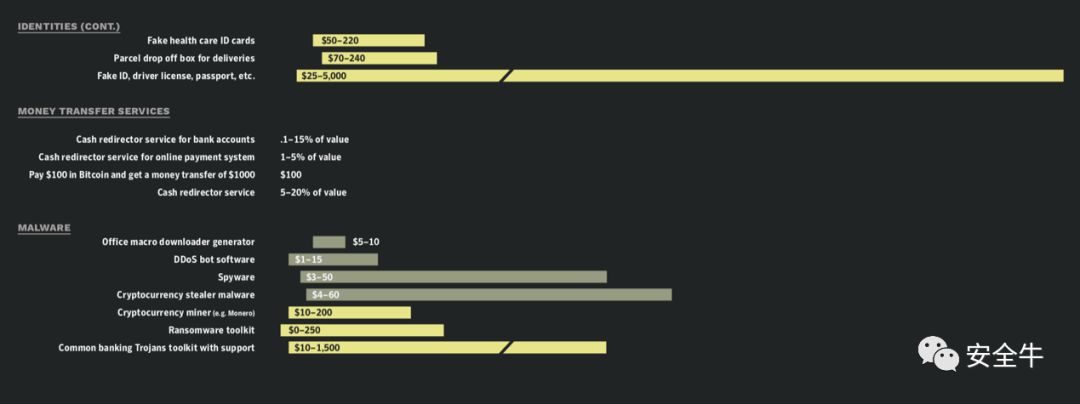 IDENTITIES (CONT.)
Fake health care ID cards $50–220
Parcel drop off box for deliveries $70–240
Fake ID, driver license, passport, etc. $25–5,000
MONEY TRANSFER SERVICES
Cash redirector service for bank accounts .1–15% of value
Cash redirector service for online payment system 1–5% of value
Pay $100 in Bitcoin and get a money transfer of $1000 $100
Cash redirector service 5–20% of value
MALWARE
Office macro downloader generator $5–10
DDoS bot software $1–15
Spyware $3–50
Cryptocurrency stealer malware $4–60
Cryptocurrency miner (e.g. Monero) $10–200
Ransomware toolkit $0–250
Common banking Trojans toolkit with support $10–1,500
安全牛